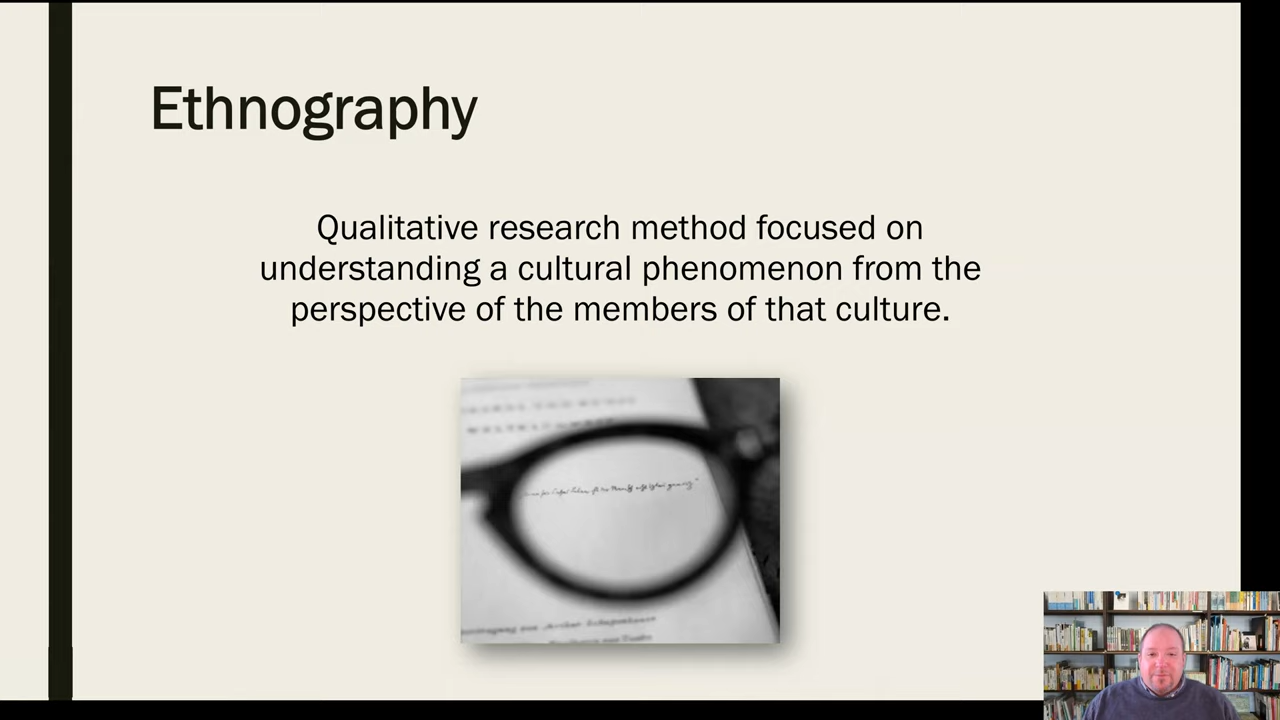 Ethnography
Qualitative research method focused on
understanding a cultural phenomenon from the
perspective of the members of that culture.